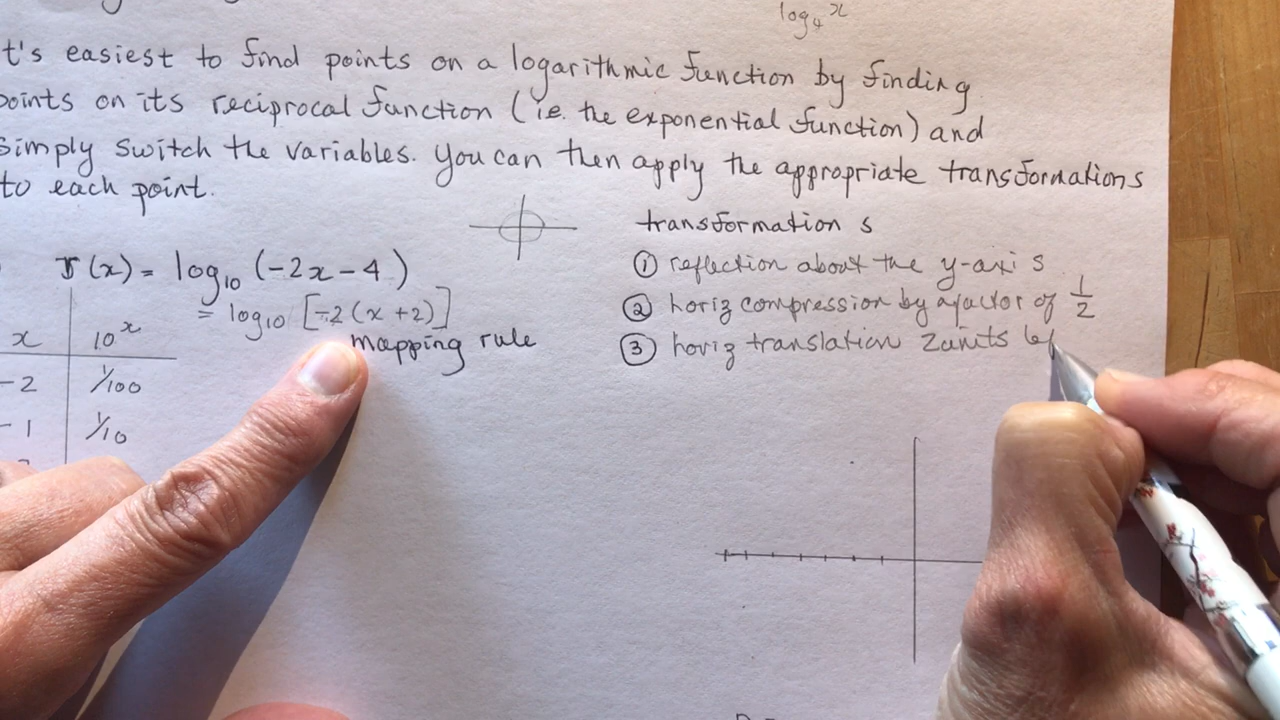 log₄ x
t's easiest to find points on a logarithmic function by finding
points on its reciprocal function (ie. the exponential function) and
simply switch the variables. You can then apply the appropriate transformations
to each point.
transformation s
r(x) = log₁₀ (-2x-4)
① reflection about the y-axis
= log₁₀ [-2(x+2)]
② horiz compression by a factor of 1/2
mapping rule
③ horiz translation 2 units lef
x 10ˣ
-2 1/100
-1 1/10